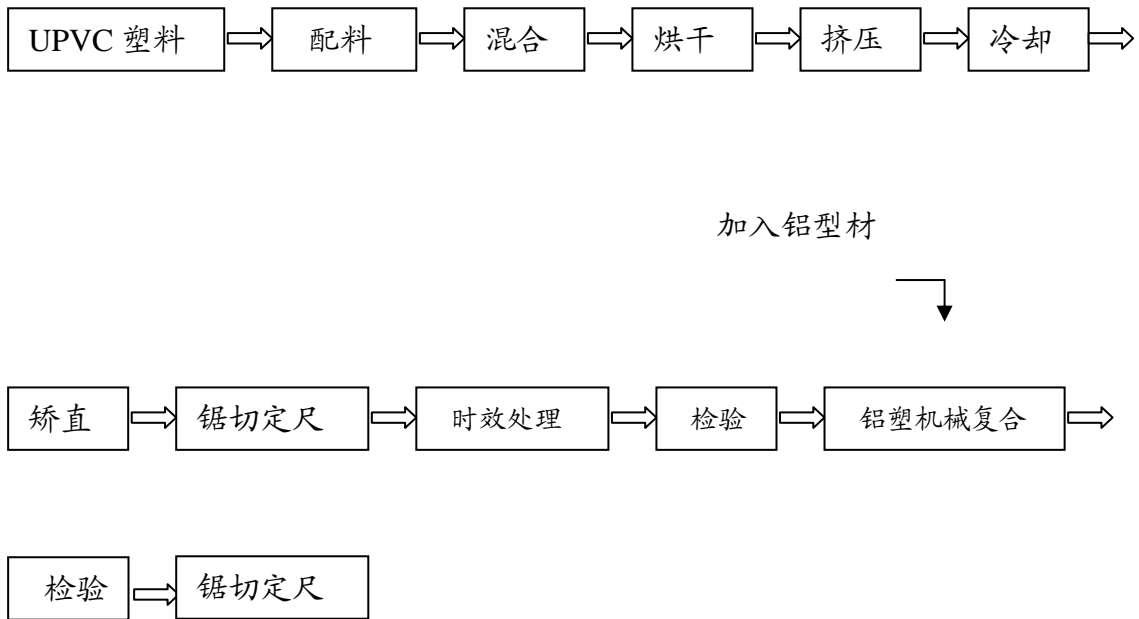 UPVC 塑料 配料 混合 烘干 挤压 冷却
加入铝型材
矫直 锯切定尺 时效处理 检验 铝塑机械复合
检验 锯切定尺